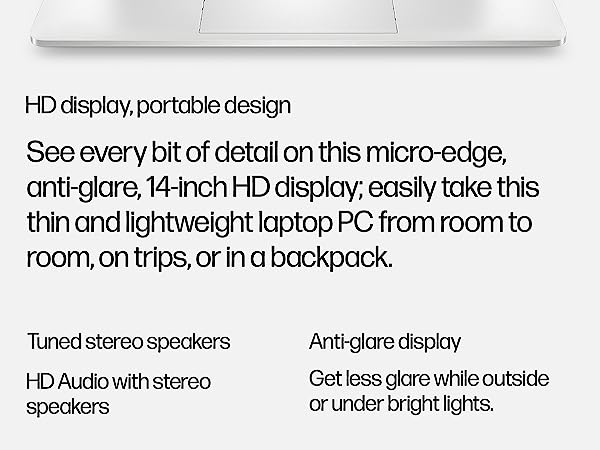 HD display, portable design
See every bit of detail on this micro-edge,
anti-glare, 14-inch HD display; easily take this
thin and lightweight laptop PC from room to
room, on trips, or in a backpack.
Tuned stereo speakers
HD Audio with stereo
speakers
Anti-glare display
Get less glare while outside
or under bright lights.